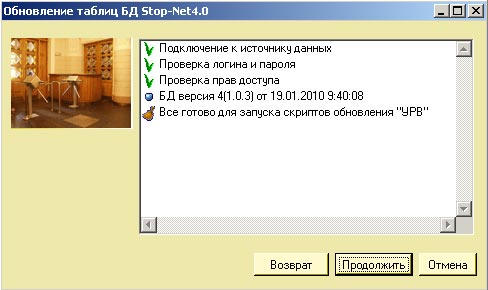 Обновление таблиц БД Stop-Net4.0
Подключение к источнику данных
Проверка логина и пароля
Проверка прав доступа
БД версия 4(1.0.3) от 19.01.2010 9:40:08
Все готово для запуска скриптов обновления "УРВ"
Возврат
Продолжить
Отмена